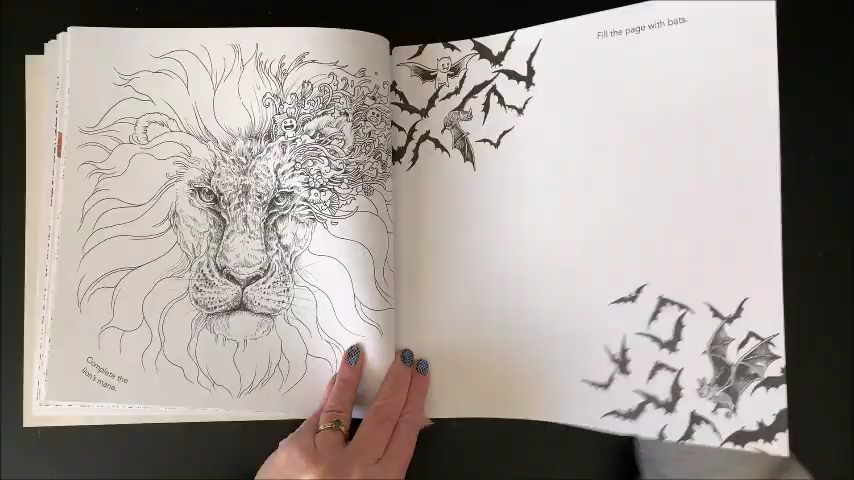 Complete the
lion's mane.
Fill the page with bats.